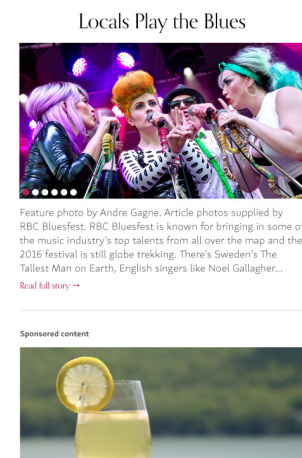 Locals Play the Blues
Feature photo by Andre Gagne. Article photos supplied by
RBC Bluesfest. RBC Bluesfest is known for bringing in some of
the music industry's top talents from all over the map and the
2016 festival is still globe trekking. There's Sweden's The
Tallest Man on Earth, English singers like Noel Gallagher...
Read full story →
Sponsored content